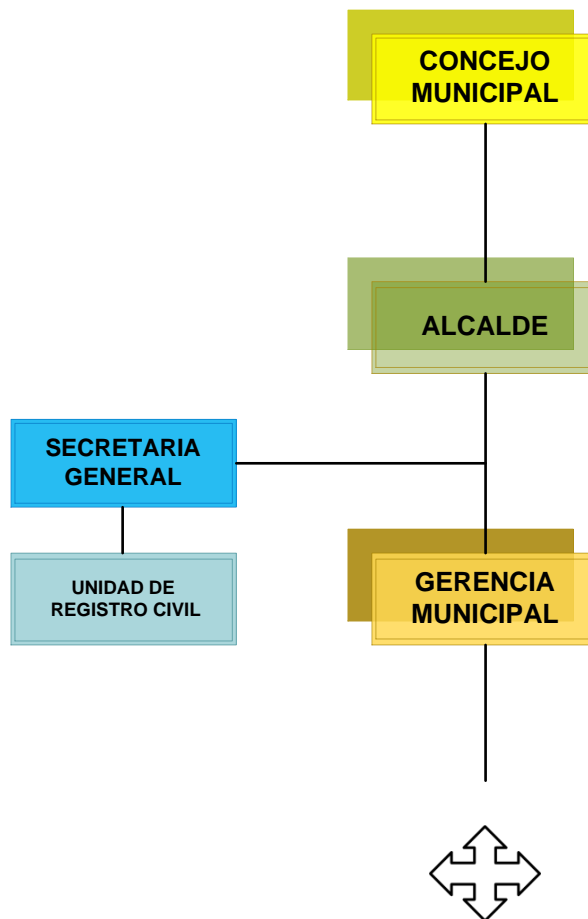 CONCEJO
MUNICIPAL
ALCALDE
SECRETARIA
GENERAL
UNIDAD DE
REGISTRO CIVIL
GERENCIA
MUNICIPAL